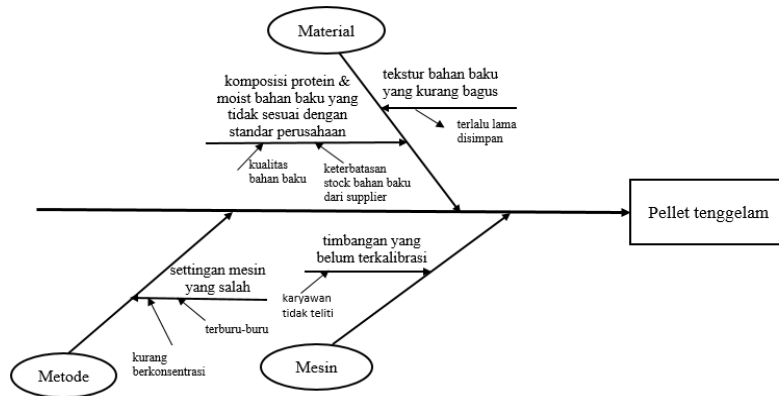 Material
komposisi protein &
moist bahan baku yang
tidak sesuai dengan
standar perusahaan
tekstur bahan baku
yang kurang bagus
terlalu lama
disimpan
kualitas
bahan baku
keterbatasan
stock bahan baku
dari supplier
Pellet tenggelam
timbangan yang
belum terkalibrasi
settingan mesin
yang salah
karyawan
tidak teliti
terburu-buru
kurang
berkonsentrasi
Metode
Mesin